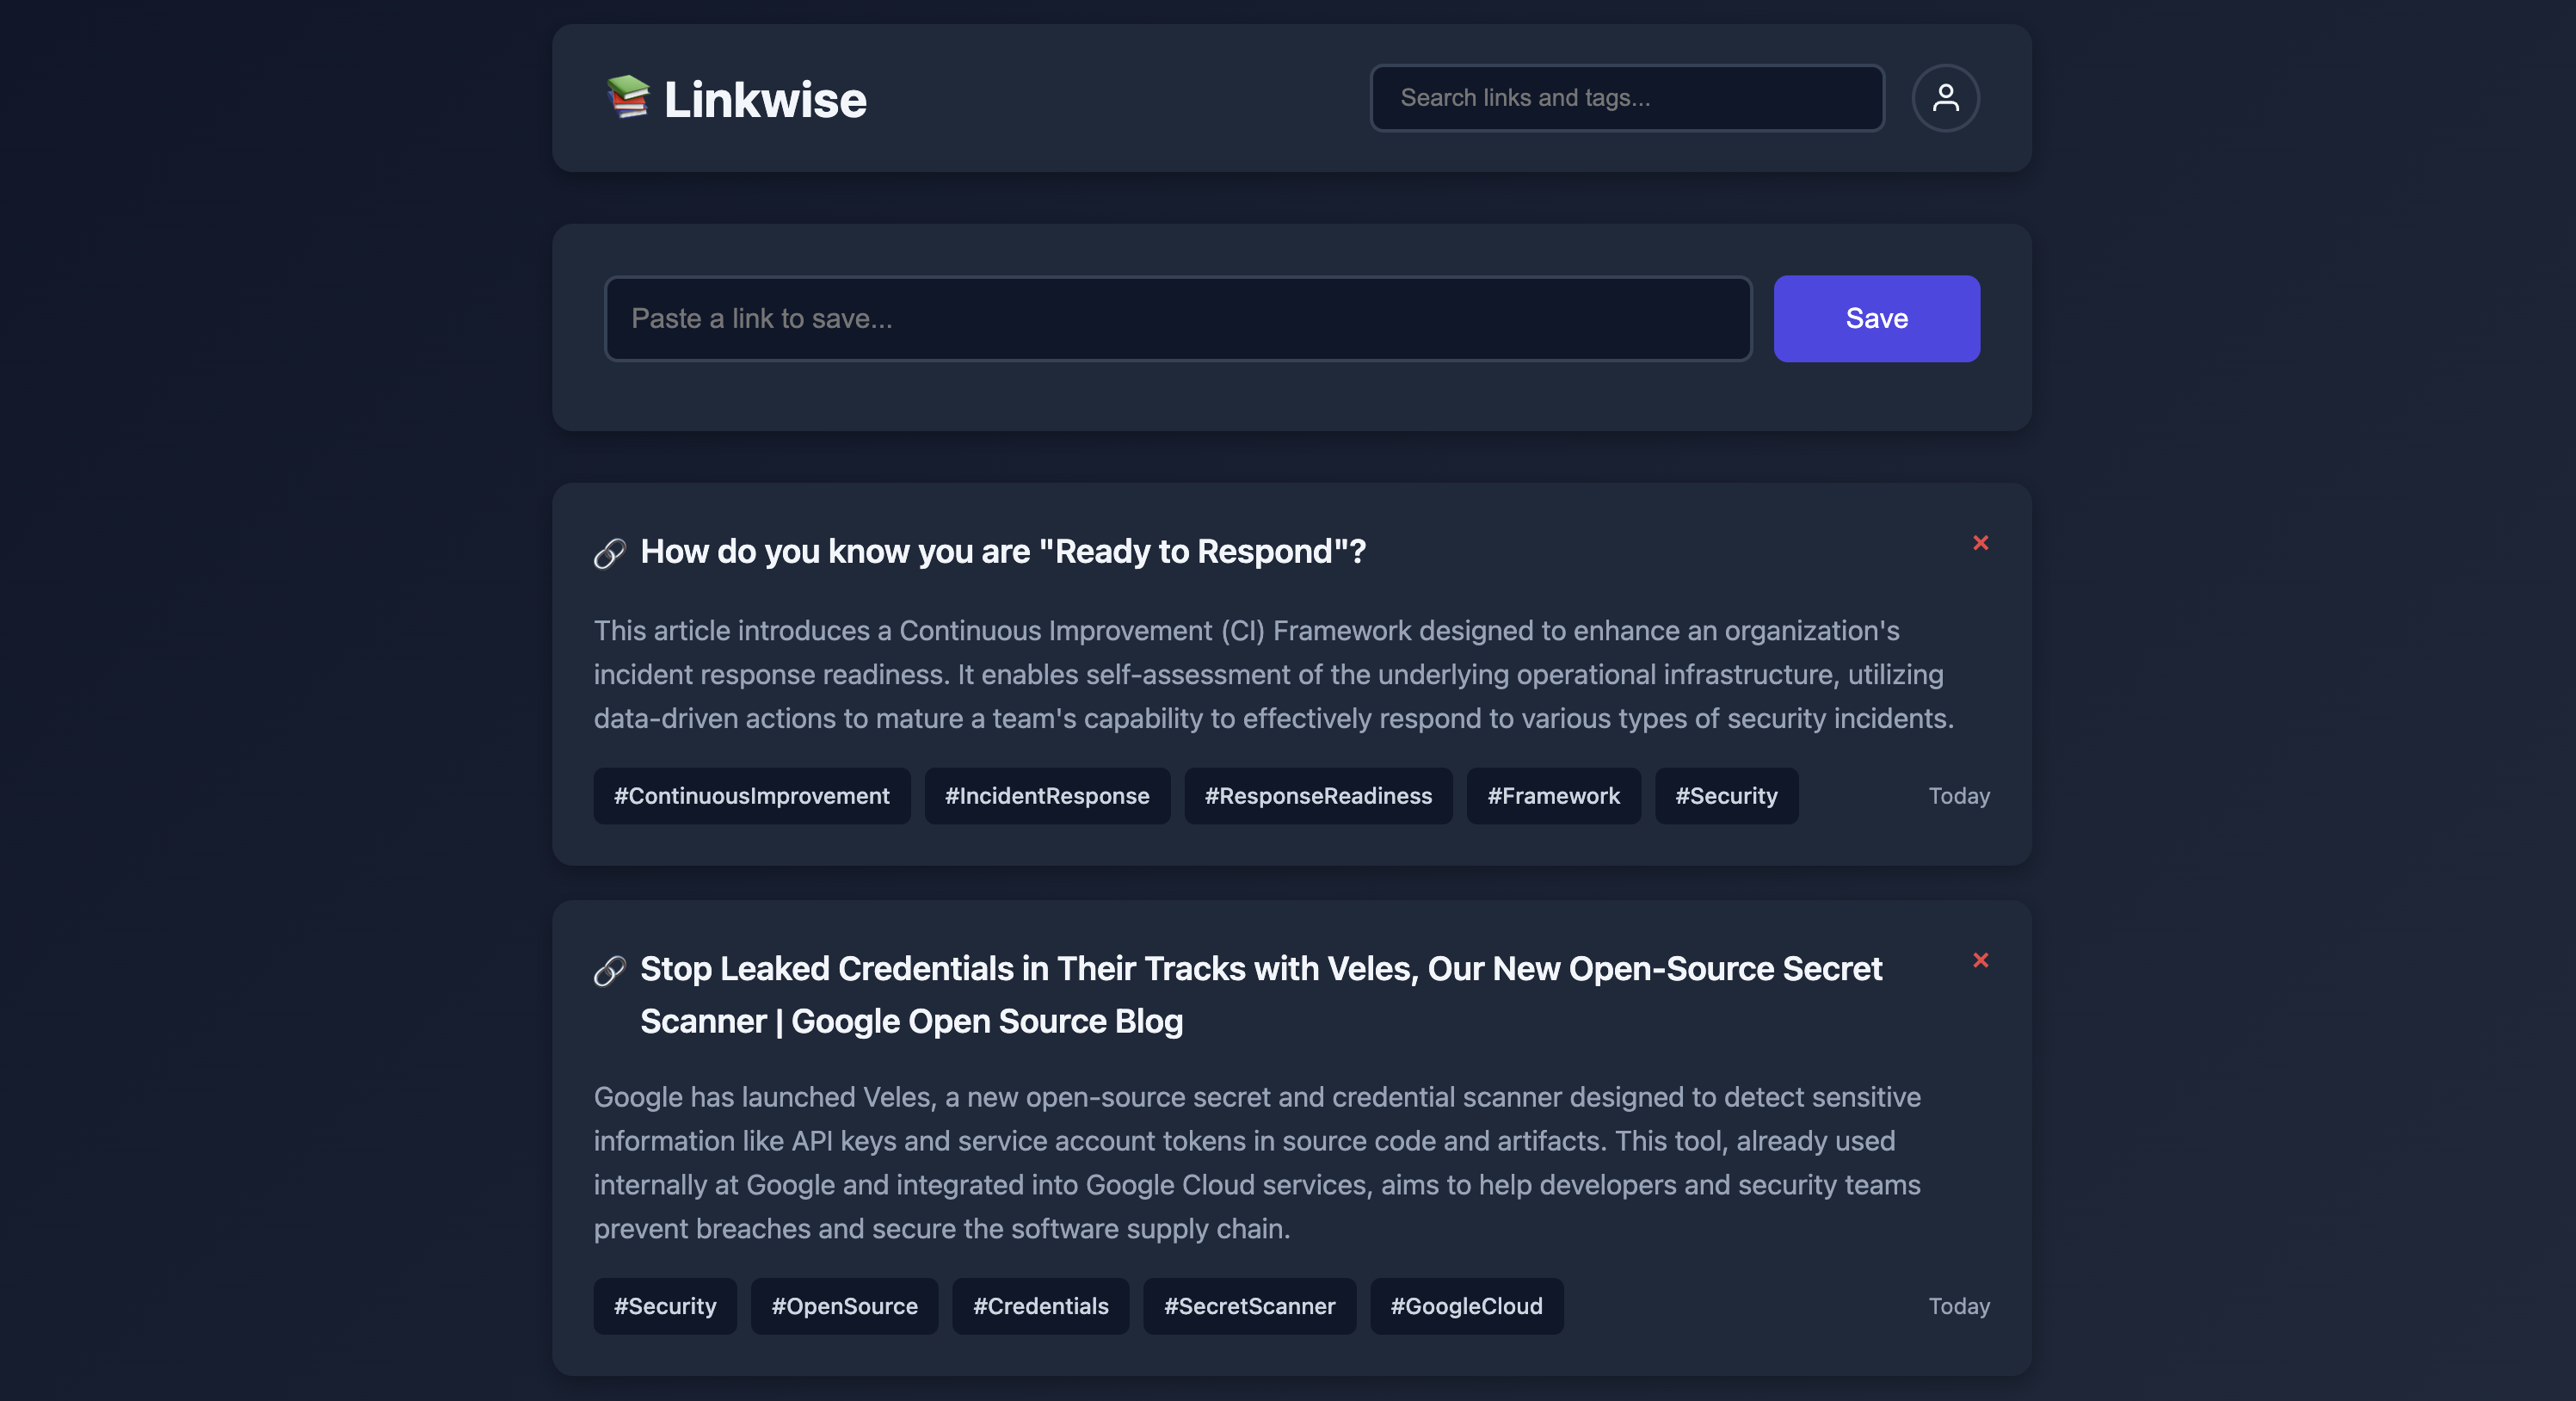 Linkwise
Search links and tags...
Paste a link to save...
Save
How do you know you are "Ready to Respond"?
This article introduces a Continuous Improvement (CI) Framework designed to enhance an organization's
incident response readiness. It enables self-assessment of the underlying operational infrastructure, utilizing
data-driven actions to mature a team's capability to effectively respond to various types of security incidents.
#ContinuousImprovement #IncidentResponse #ResponseReadiness #Framework #Security Today
Stop Leaked Credentials in Their Tracks with Veles, Our New Open-Source Secret
Scanner | Google Open Source Blog
Google has launched Veles, a new open-source secret and credential scanner designed to detect sensitive
information like API keys and service account tokens in source code and artifacts. This tool, already used
internally at Google and integrated into Google Cloud services, aims to help developers and security teams
prevent breaches and secure the software supply chain.
#Security #OpenSource #Credentials #SecretScanner #GoogleCloud Today